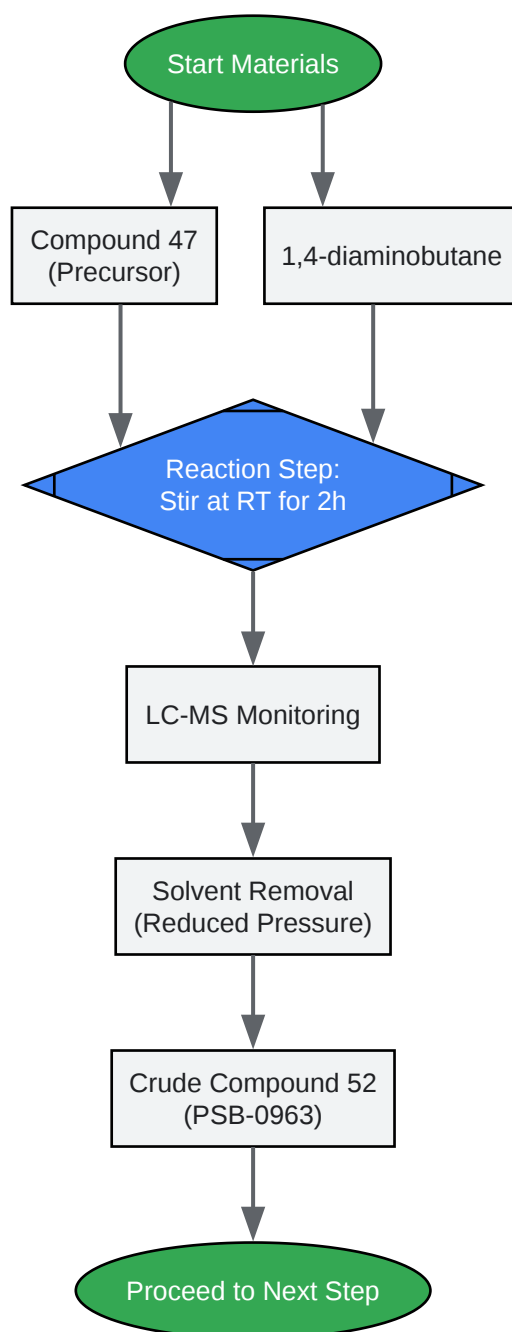 Start Materials
Compound 47
(Precursor)
1,4-diaminobutane
Reaction Step:
Stir at RT for 2h
LC-MS Monitoring
Solvent Removal
(Reduced Pressure)
Crude Compound 52
(PSB-0963)
Proceed to Next Step